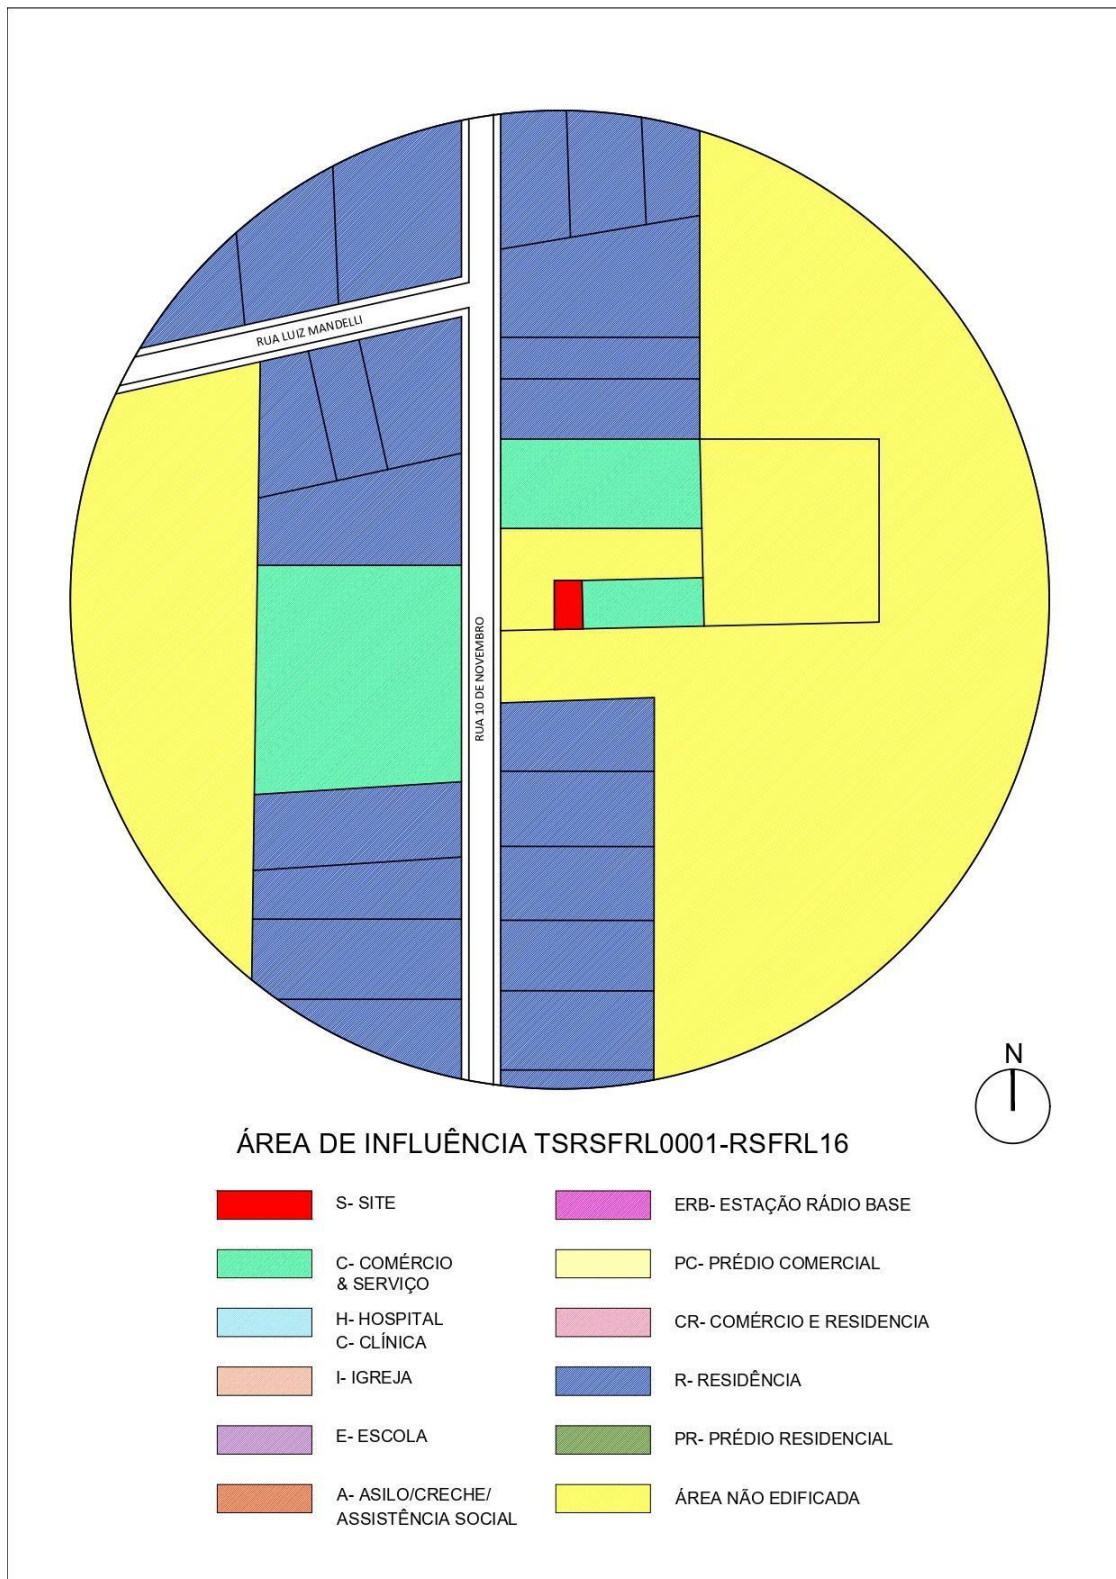 RUA LUIZ MANDELLI
RUA 10 DE NOVEMBRO
N
ÁREA DE INFLUÊNCIA TSRSFRL0001-RSFRL16
S- SITE
C- COMÉRCIO
& SERVIÇO
H- HOSPITAL
C- CLÍNICA
I- IGREJA
E- ESCOLA
A- ASILO/CRECHE/
ASSISTÊNCIA SOCIAL
ERB- ESTAÇÃO RÁDIO BASE
PC- PRÉDIO COMERCIAL
CR- COMÉRCIO E RESIDENCIA
R- RESIDÊNCIA
PR- PRÉDIO RESIDENCIAL
ÁREA NÃO EDIFICADA